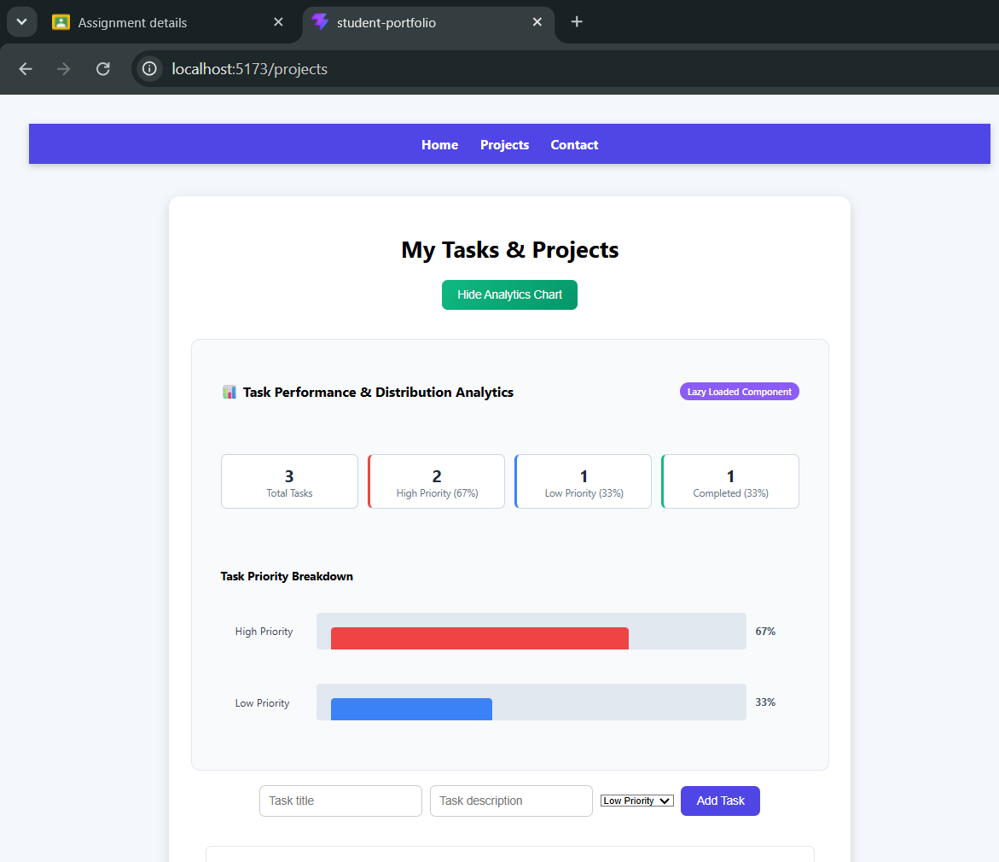 Assignment details
student-portfolio
localhost:5173/projects
Home Projects Contact
My Tasks & Projects
Hide Analytics Chart
Task Performance & Distribution Analytics
Lazy Loaded Component
3
Total Tasks
2
High Priority (67%)
1
Low Priority (33%)
1
Completed (33%)
Task Priority Breakdown
High Priority 67%
Low Priority 33%
Task title Task description Low Priority Add Task